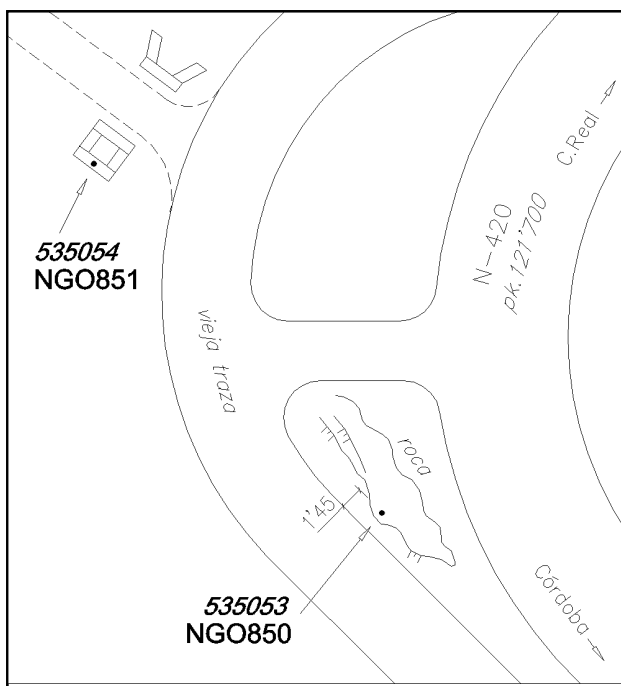 C.Real
N-420
pk.121'700
535054
NGO851
vieja traza
roca
1'45
535053
NGO850
Córdoba